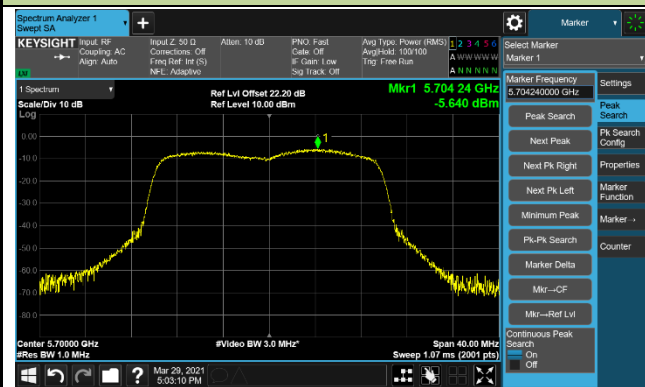 Spectrum Analyzer 1
Swept SA
Marker
KEYSIGHT
Input: RF
Coupling: AC
Align: Auto
Input Z: 50 Ω
Corrections: Off
Freq Ref: Int (S)
NFE: Adaptive
Atten: 10 dB
PNO: Fast
Gate: Off
IF Gain: Low
Sig Track: Off
Avg Type: Power (RMS)
Avg|Hold: 100/100
Trig: Free Run
1 2 3 4 5 6
A W W W W W
A N N N N N
LXI
Select Marker
Marker 1
Marker Frequency
5.704240000 GHz
Peak Search
Next Peak
Next Pk Right
Next Pk Left
Minimum Peak
Pk-Pk Search
Marker Delta
Mkr→CF
Mkr→Ref Lvl
Continuous Peak
Search
On
Off
Settings
Peak
Search
Pk Search
Config
Properties
Marker
Function
Marker→
Counter
1 Spectrum
Scale/Div 10 dB
Log
Ref Lvl Offset 22.20 dB
Ref Level 10.00 dBm
Mkr1 5.704 24 GHz
-5.640 dBm
1
0.00
-10.0
-20.0
-30.0
-40.0
-50.0
-60.0
-70.0
-80.0
Center 5.70000 GHz
#Res BW 1.0 MHz
#Video BW 3.0 MHz*
Span 40.00 MHz
Sweep 1.07 ms (2001 pts)
?
Mar 29, 2021
5:03:10 PM